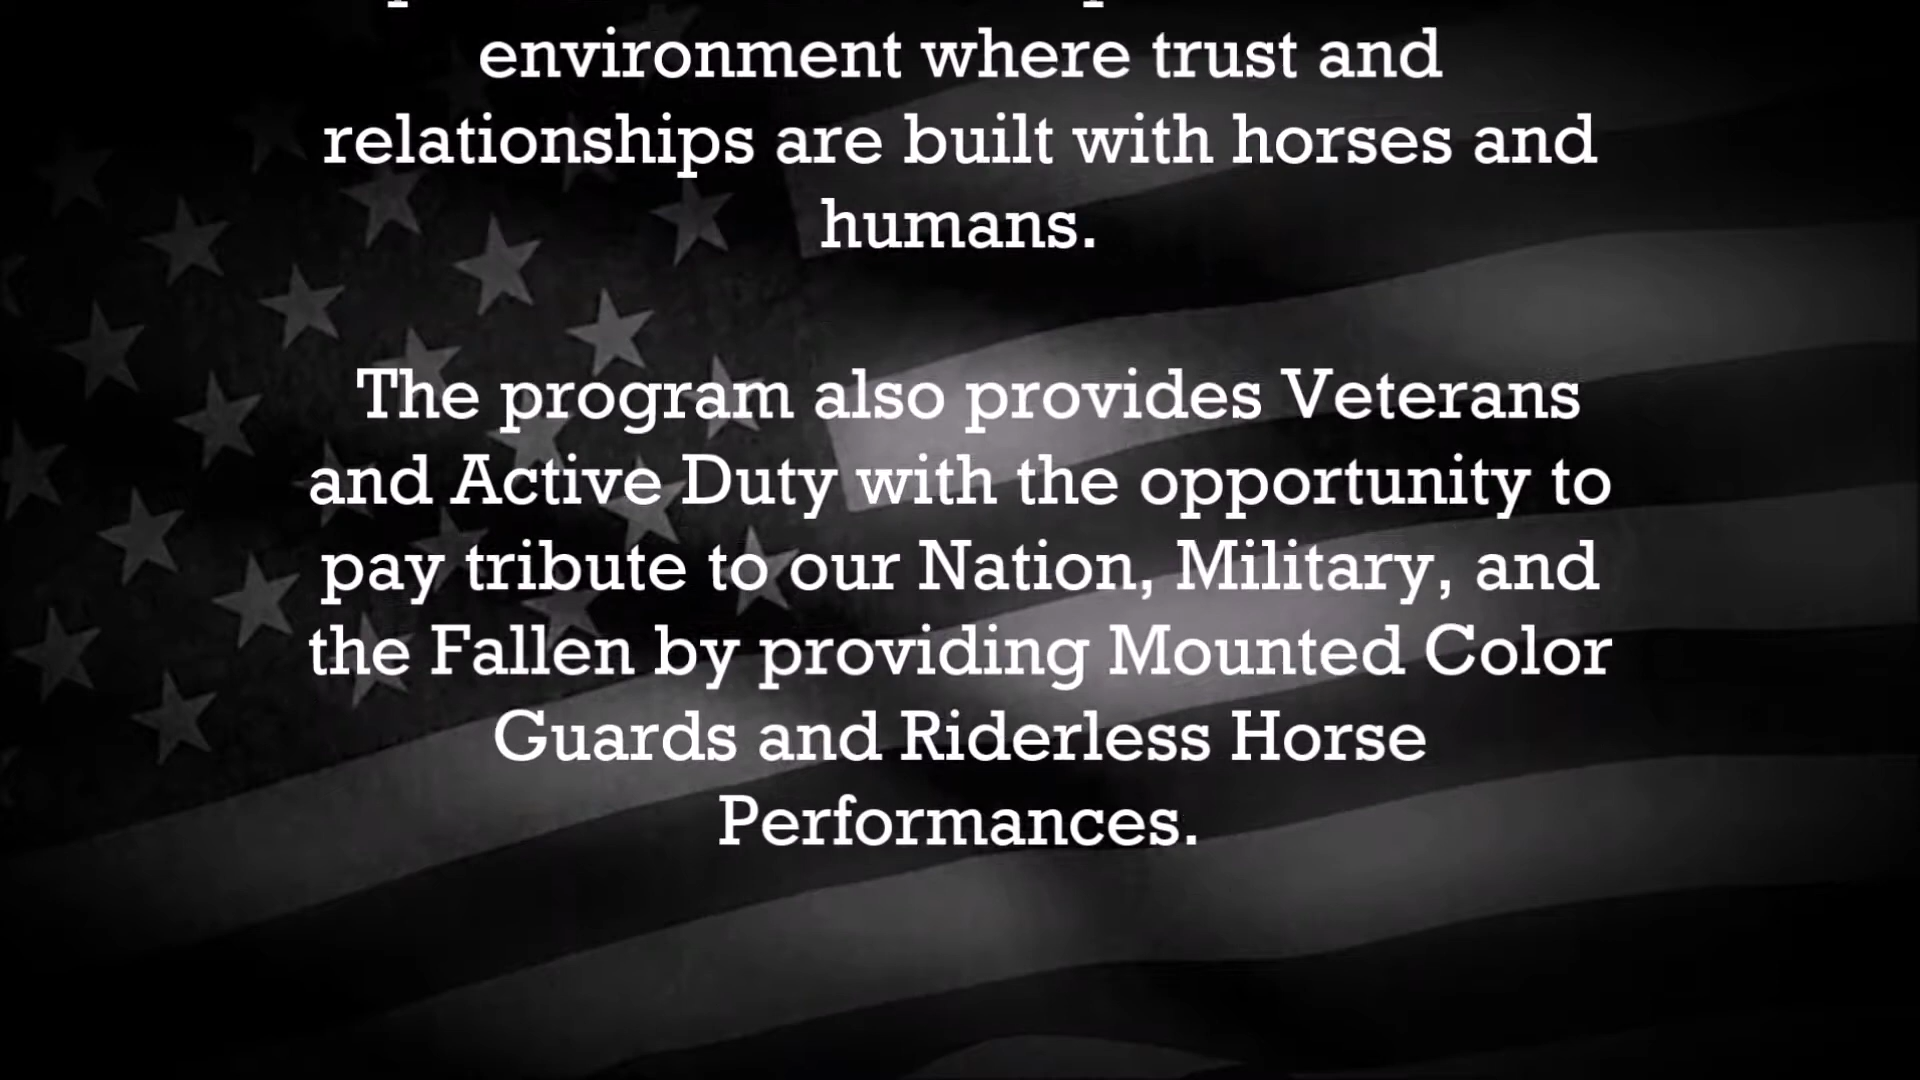 environment where trust and
relationships are built with horses and
humans.
The program also provides Veterans
and Active Duty with the opportunity to
pay tribute to our Nation, Military, and
the Fallen by providing Mounted Color
Guards and Riderless Horse
Performances.